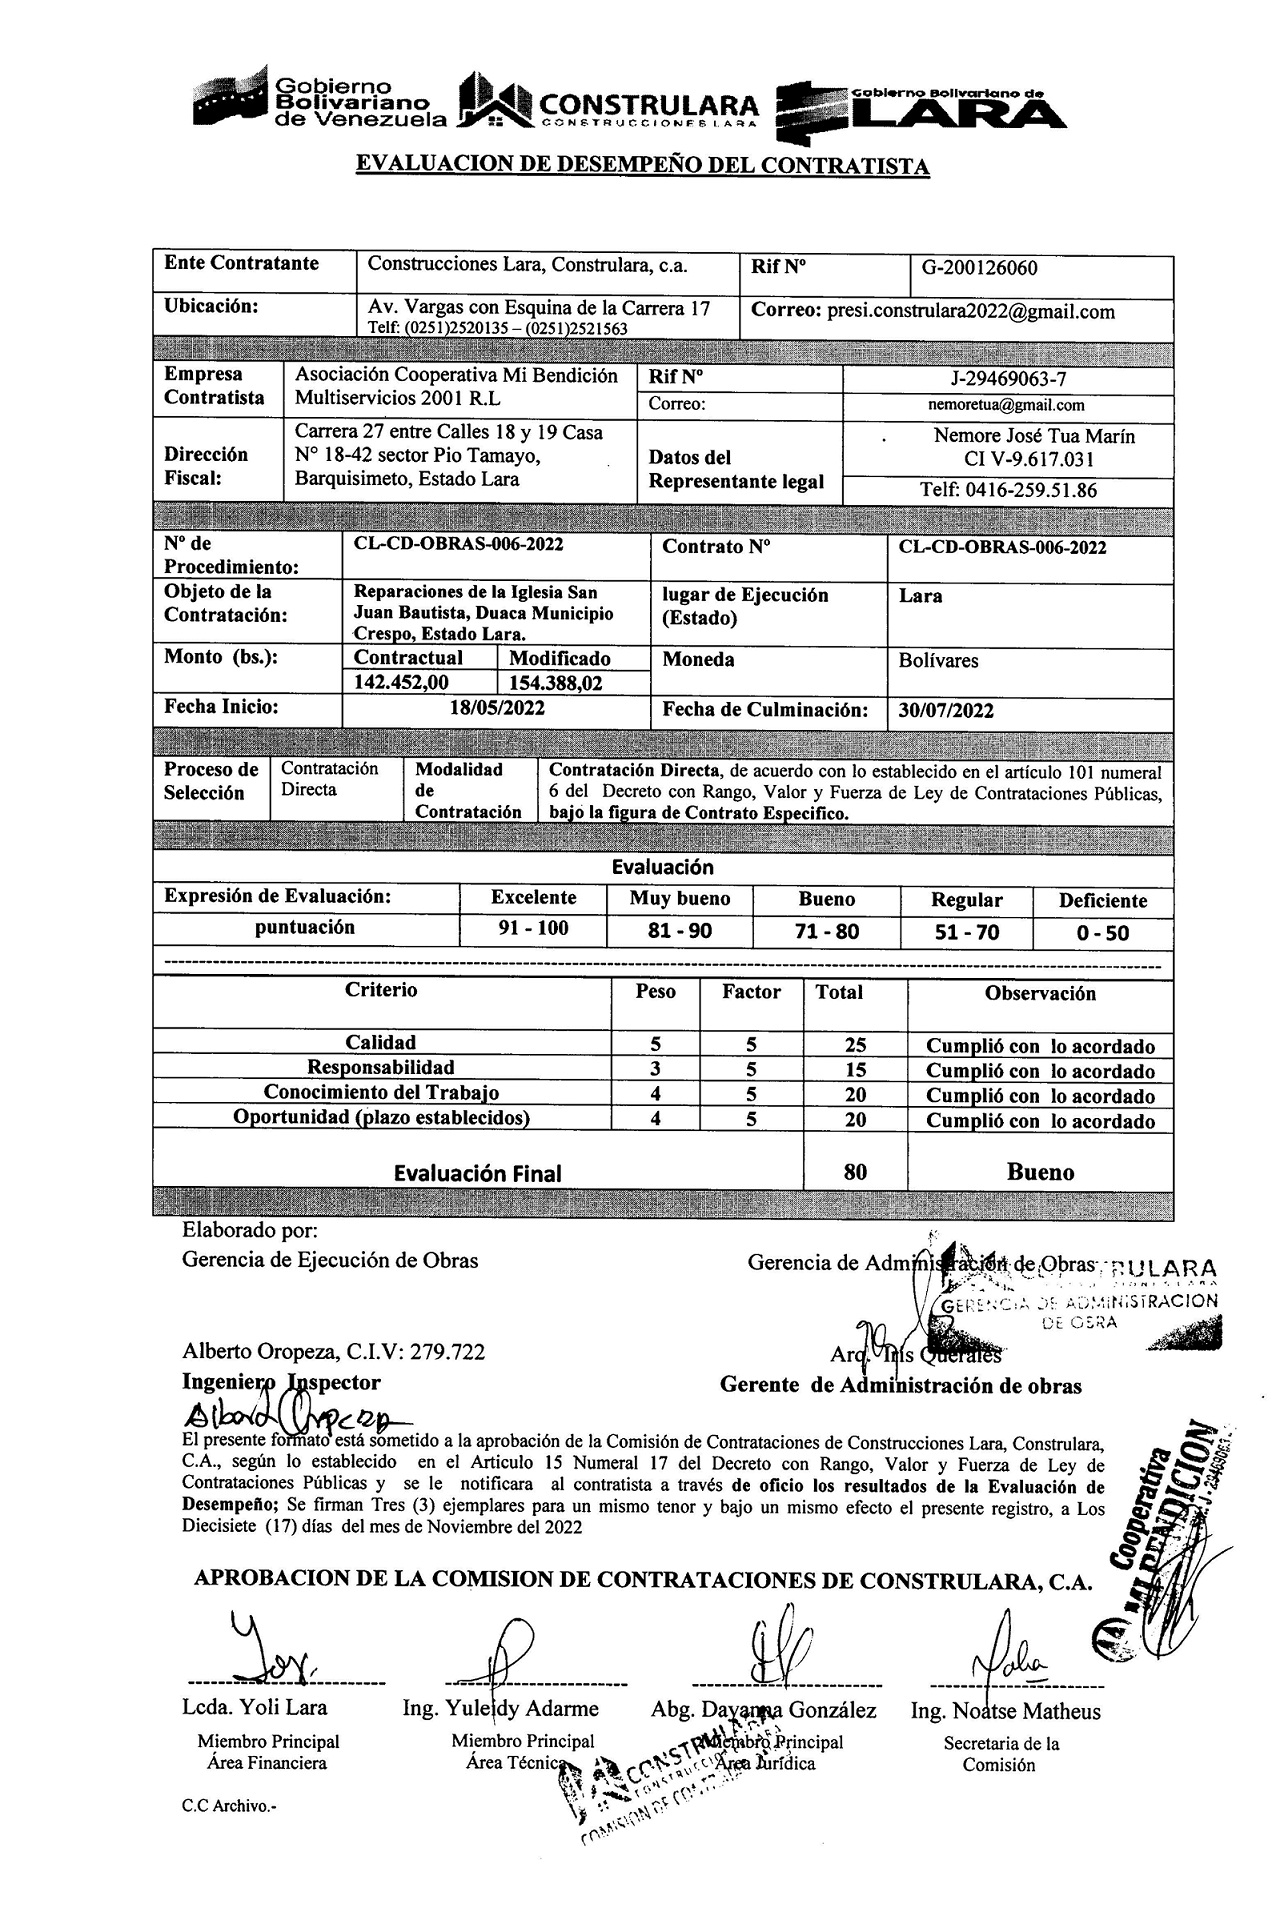 Gobierno
Bolivariano
de Venezuela
CONSTRULARA
CONSTRUCCIONES LARA
Gobierno Bolivariano de
LARA
EVALUACION DE DESEMPEÑO DEL CONTRATISTA
Ente Contratante Construcciones Lara, Construlara, c.a. Rif Nº G-200126060
Ubicación: Av. Vargas con Esquina de la Carrera 17 Correo: presi.construlara2022@gmail.com
Telf: (0251)2520135 – (0251)2521563
Empresa Asociación Cooperativa Mi Bendición Rif Nº J-29469063-7
Contratista Multiservicios 2001 R.L Correo: nemoretua@gmail.com
Carrera 27 entre Calles 18 y 19 Casa Nemore José Tua Marín
Dirección N° 18-42 sector Pio Tamayo, Datos del CI V-9.617.031
Fiscal: Barquisimeto, Estado Lara Representante legal Telf: 0416-259.51.86
Nº de CL-CD-OBRAS-006-2022 Contrato Nº CL-CD-OBRAS-006-2022
Procedimiento:
Objeto de la Reparaciones de la Iglesia San lugar de Ejecución Lara
Contratación: Juan Bautista, Duaca Municipio (Estado)
Crespo, Estado Lara.
Monto (bs.): Contractual Modificado Moneda Bolívares
142.452,00 154.388,02
Fecha Inicio: 18/05/2022 Fecha de Culminación: 30/07/2022
Proceso de Contratación Modalidad Contratación Directa, de acuerdo con lo establecido en el artículo 101 numeral
Selección Directa de 6 del Decreto con Rango, Valor y Fuerza de Ley de Contrataciones Públicas,
Contratación bajo la figura de Contrato Especifico.
Evaluación
Expresión de Evaluación: Excelente Muy bueno Bueno Regular Deficiente
puntuación 91 - 100 81 - 90 71 - 80 51 - 70 0 - 50
Criterio Peso Factor Total Observación
Calidad 5 5 25 Cumplió con lo acordado
Responsabilidad 3 5 15 Cumplió con lo acordado
Conocimiento del Trabajo 4 5 20 Cumplió con lo acordado
Oportunidad (plazo establecidos) 4 5 20 Cumplió con lo acordado
Evaluación Final 80 Bueno
Elaborado por:
Gerencia de Ejecución de Obras Gerencia de Administración de Obras
GERENCIA DE ADMINISTRACION
DE OBRA
Alberto Oropeza, C.I.V: 279.722 Arq. Iris Querales
Ingeniero Inspector Gerente de Administración de obras
El presente formato está sometido a la aprobación de la Comisión de Contrataciones de Construcciones Lara, Construlara,
C.A., según lo establecido en el Articulo 15 Numeral 17 del Decreto con Rango, Valor y Fuerza de Ley de
Contrataciones Públicas y se le notificara al contratista a través de oficio los resultados de la Evaluación de
Desempeño; Se firman Tres (3) ejemplares para un mismo tenor y bajo un mismo efecto el presente registro, a Los
Diecisiete (17) días del mes de Noviembre del 2022
Cooperativa
MI BENDICION
APROBACION DE LA COMISION DE CONTRATACIONES DE CONSTRULARA, C.A.
Lcda. Yoli Lara Ing. Yuleidy Adarme Abg. Dayanna González Ing. Noatse Matheus
Miembro Principal Miembro Principal Miembro Principal Secretaria de la
Área Financiera Área Técnica Área Jurídica Comisión
CONSTRULARA
C.C Archivo.-